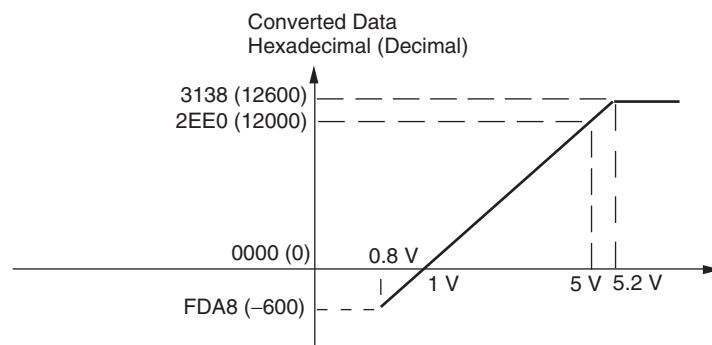 Converted Data
Hexadecimal (Decimal)
3138 (12600)
2EE0 (12000)
0000 (0)
0.8 V
1 V
5 V
5.2 V
FDA8 (−600)